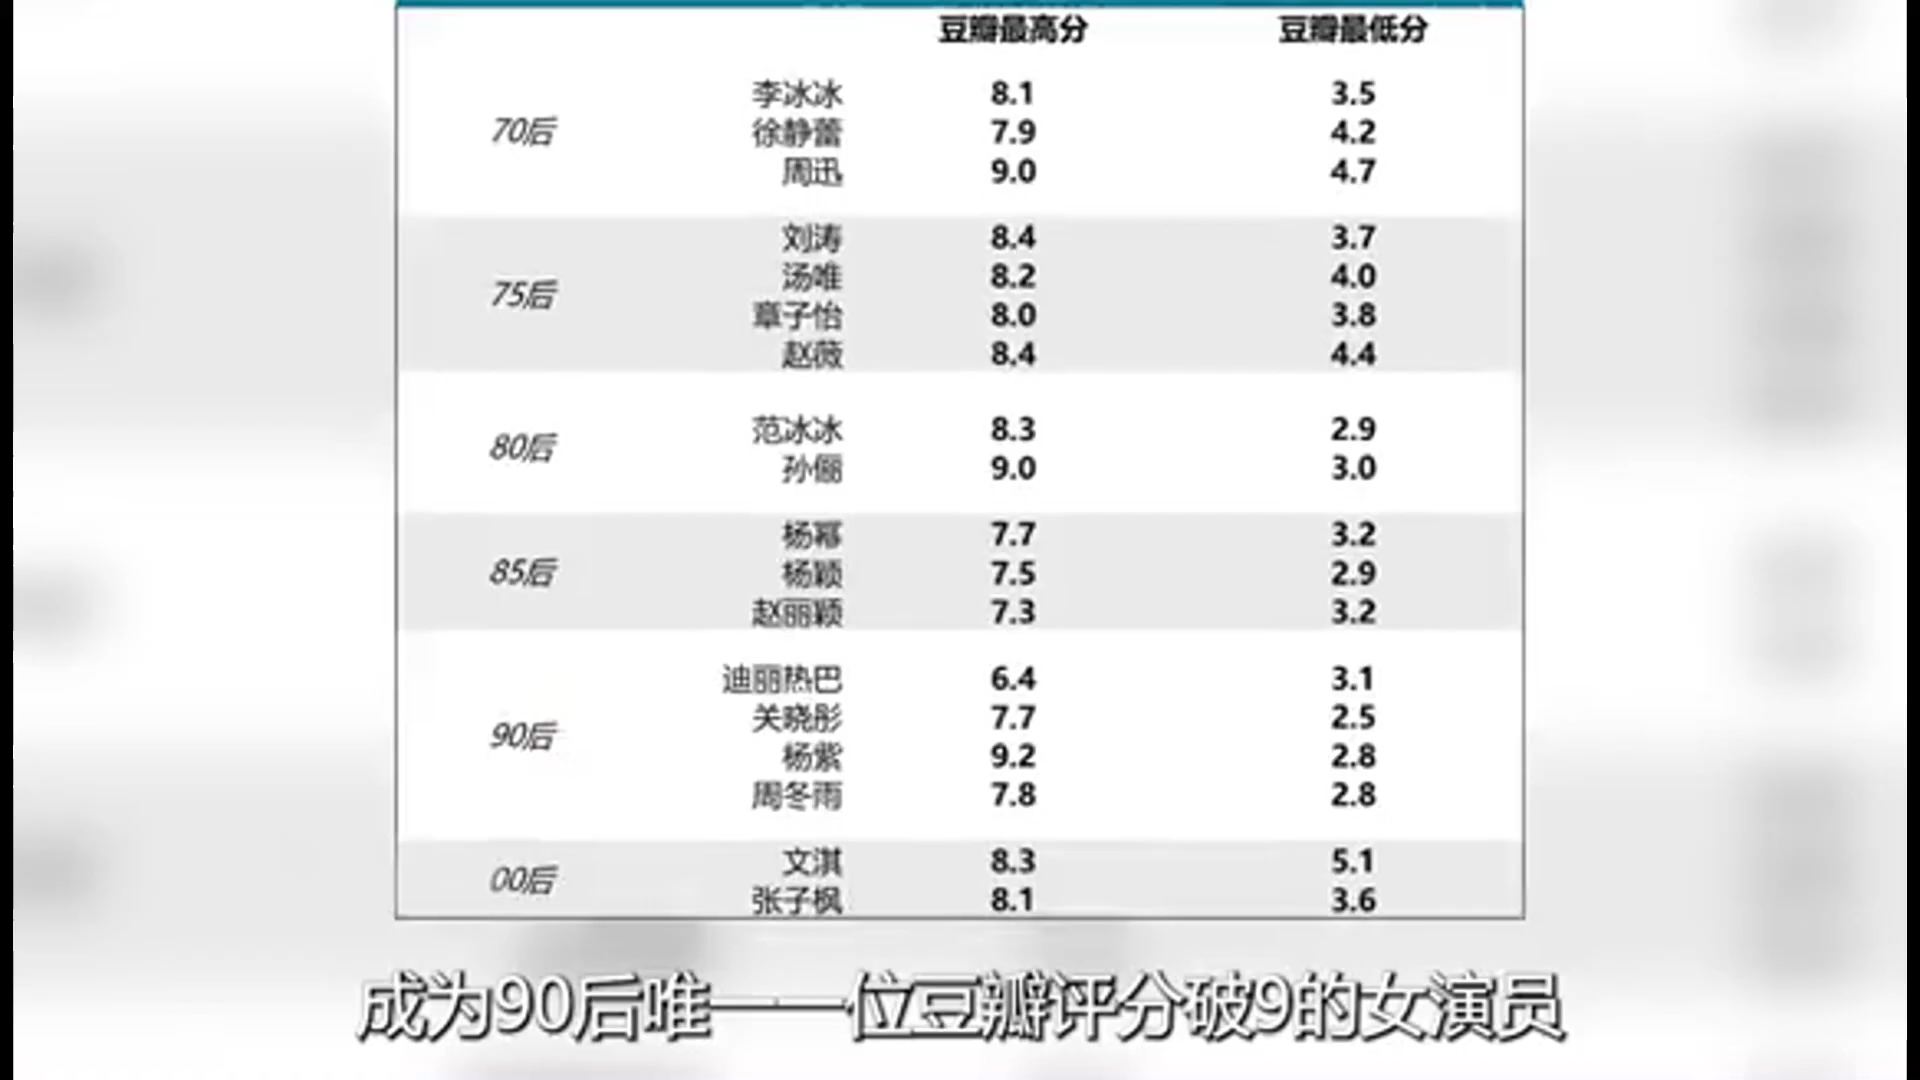 豆瓣最高分 豆瓣最低分
70后
李冰冰 8.1 3.5
徐静蕾 7.9 4.2
周迅 9.0 4.7
75后
刘涛 8.4 3.7
汤唯 8.2 4.0
章子怡 8.0 3.8
赵薇 8.4 4.4
80后
范冰冰 8.3 2.9
孙俪 9.0 3.0
85后
杨幂 7.7 3.2
杨颖 7.5 2.9
赵丽颖 7.3 3.2
90后
迪丽热巴 6.4 3.1
关晓彤 7.7 2.5
杨紫 9.2 2.8
周冬雨 7.8 2.8
00后
文淇 8.3 5.1
张子枫 8.1 3.6
成为90后唯一一位豆瓣评分破9的女演员